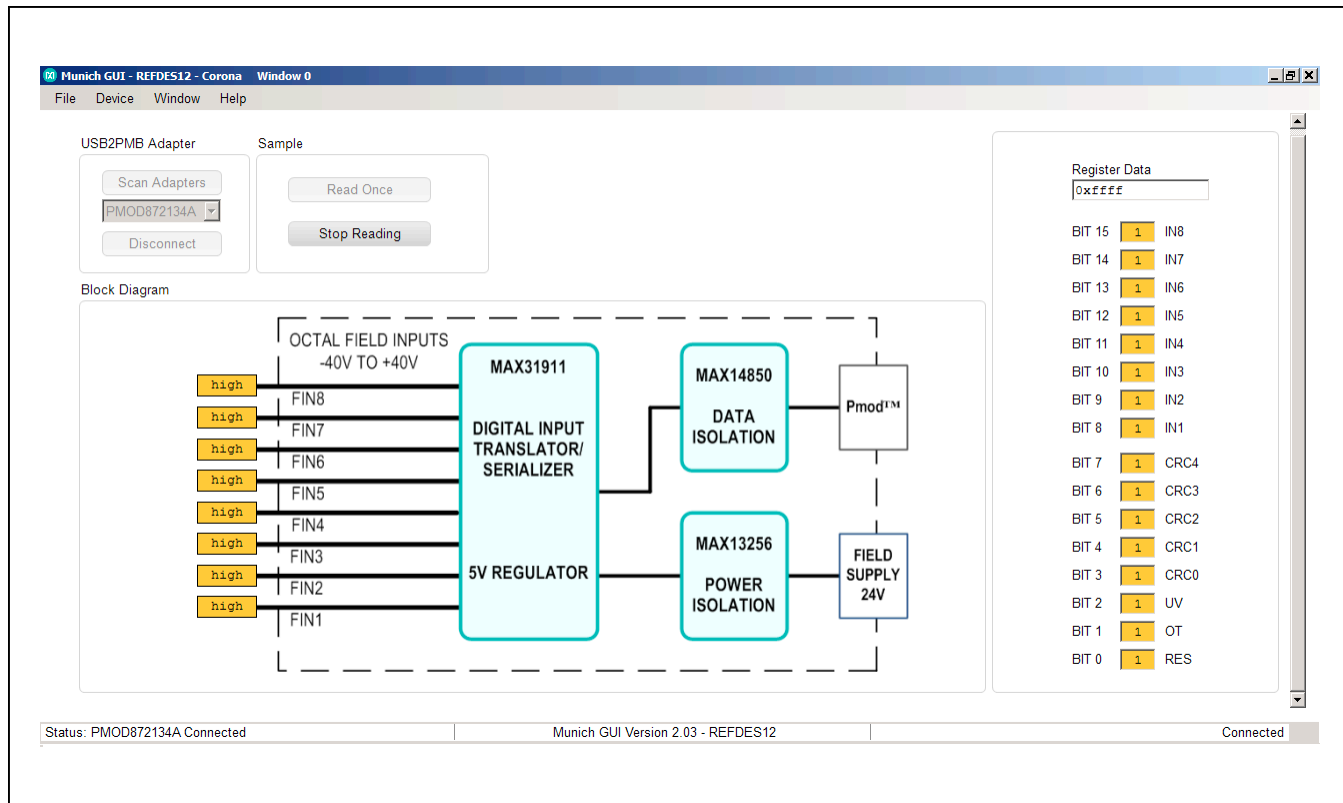 Munich GUI - REFDES12 - Corona Window 0
File Device Window Help
USB2PMB Adapter
Scan Adapters
PMOD872134A
Disconnect
Sample
Read Once
Stop Reading
Block Diagram
OCTAL FIELD INPUTS
-40V TO +40V
high
FIN8
high
FIN7
high
FIN6
high
FIN5
high
FIN4
high
FIN3
high
FIN2
high
FIN1
MAX31911
DIGITAL INPUT
TRANSLATOR/
SERIALIZER
5V REGULATOR
MAX14850
DATA
ISOLATION
MAX13256
POWER
ISOLATION
Pmod™
FIELD
SUPPLY
24V
Register Data
0xffff
BIT 15 1 IN8
BIT 14 1 IN7
BIT 13 1 IN6
BIT 12 1 IN5
BIT 11 1 IN4
BIT 10 1 IN3
BIT 9 1 IN2
BIT 8 1 IN1
BIT 7 1 CRC4
BIT 6 1 CRC3
BIT 5 1 CRC2
BIT 4 1 CRC1
BIT 3 1 CRC0
BIT 2 1 UV
BIT 1 1 OT
BIT 0 1 RES
Status: PMOD872134A Connected
Munich GUI Version 2.03 - REFDES12
Connected